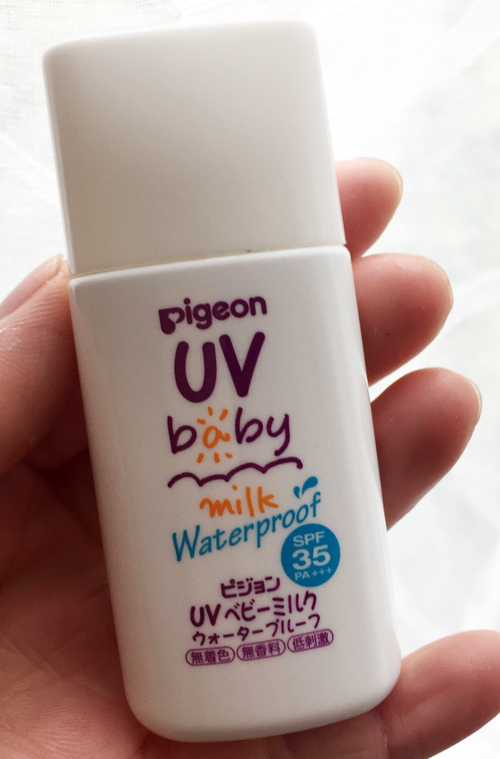 Pigeon
UV
baby
milk
Waterproof
SPF
35
PA+++
ピジョン
UVベビーミルク
ウォータープルーフ
無着色 無香料 低刺激